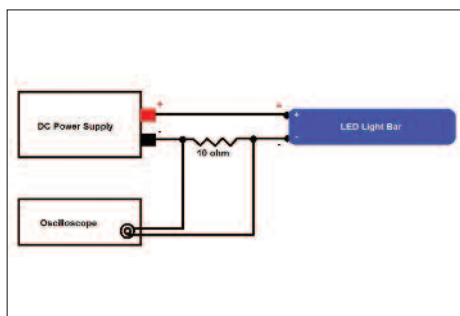 +
+
DC Power Supply
+
LED Light Bar
-
-
-
10 ohm
Oscilloscope